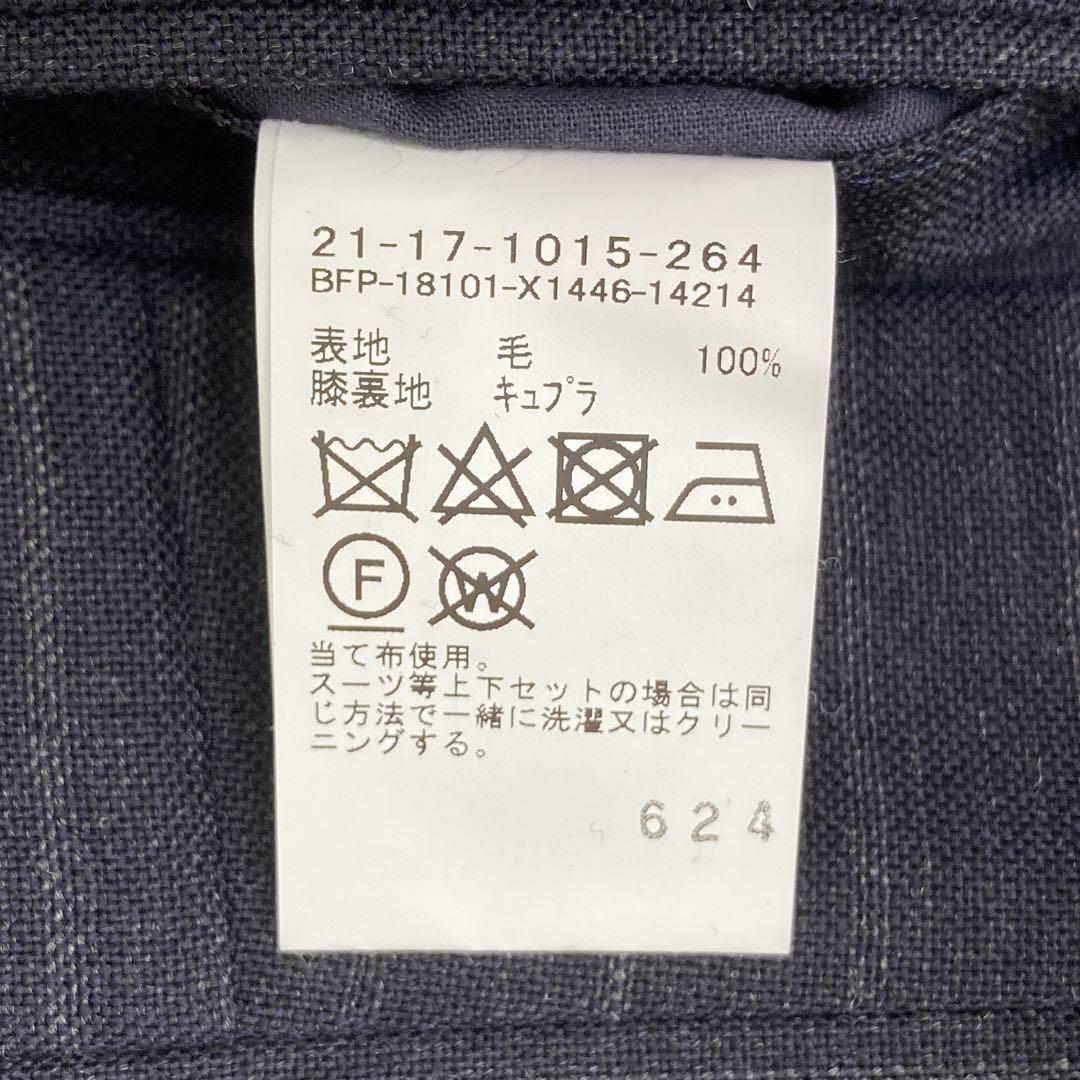 21-17-1015-264
BFP-18101-X1446-14214
表地 毛 100%
膝裏地 キュプラ
F
W
当て布使用。
スーツ等上下セットの場合は同
じ方法で一緒に洗濯又はクリー
ニングする。
624